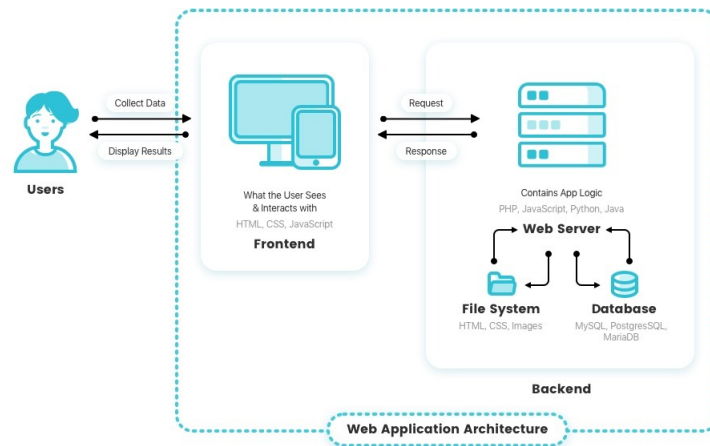 Collect Data
Display Results
Users
What the User Sees
& Interacts with
HTML, CSS, JavaScript
Frontend
Request
Response
Contains App Logic
PHP, JavaScript, Python, Java
Web Server
File System
HTML, CSS, Images
Database
MySQL, PostgresSQL,
MariaDB
Backend
Web Application Architecture